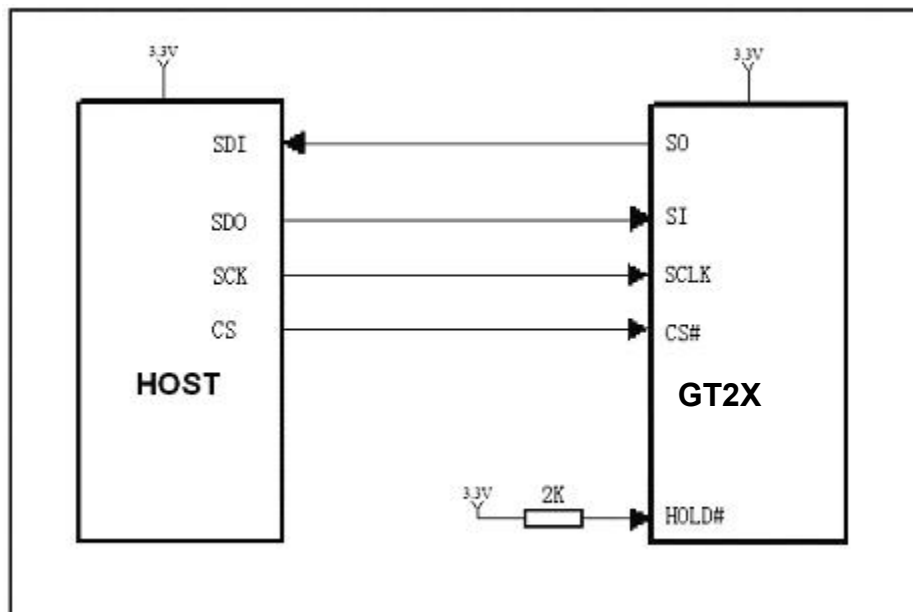 3.3V
3.3V
SDI
SO
SDO
SI
SCK
SCLK
CS
CS#
HOST
GT2X
3.3V
2K
HOLD#